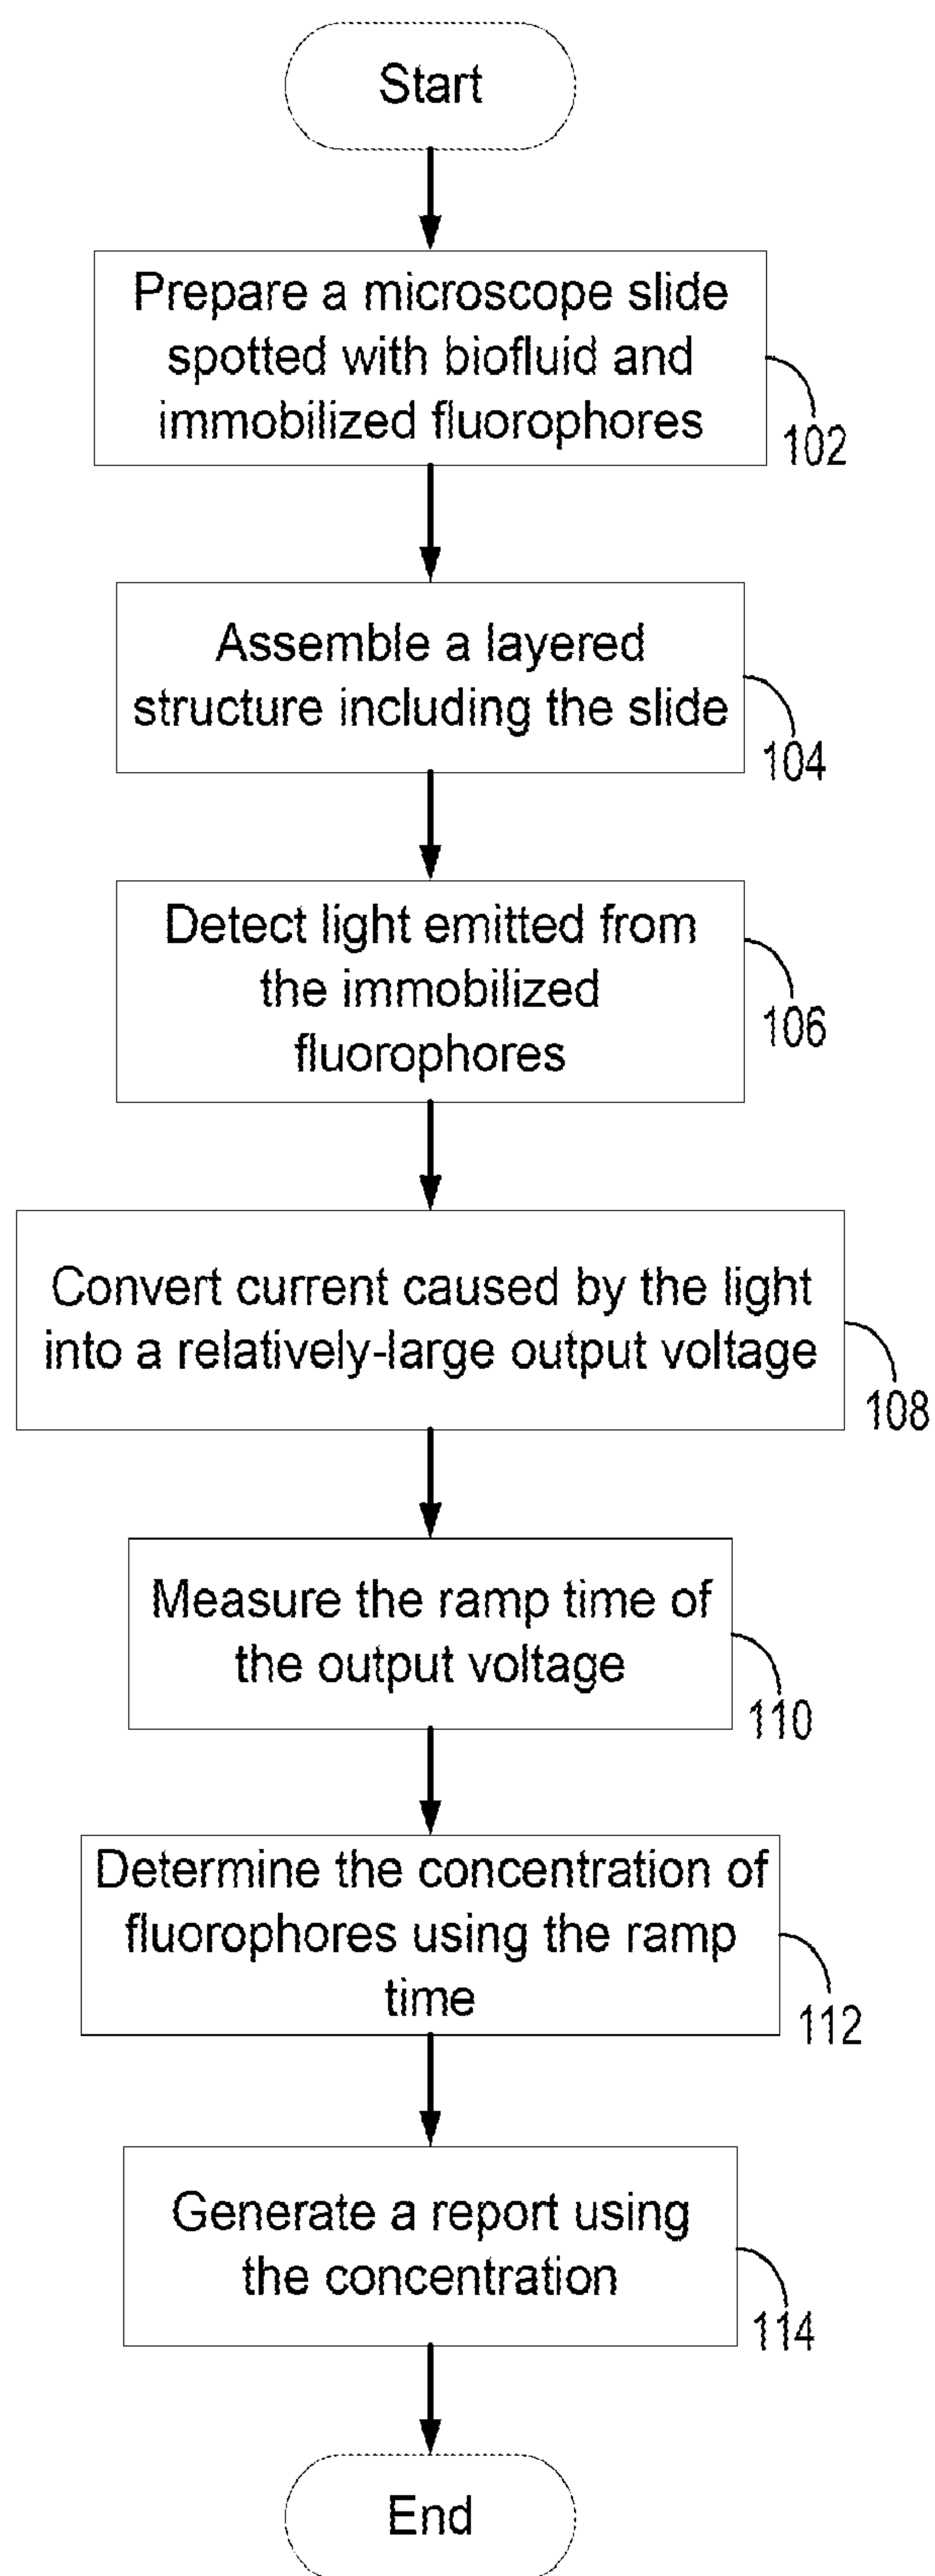 Start
Prepare a microscope slide
spotted with biofluid and
immobilized fluorophores
102
Assemble a layered
structure including the slide
104
Detect light emitted from
the immobilized
fluorophores
106
Convert current caused by the light
into a relatively-large output voltage
108
Measure the ramp time of
the output voltage
110
Determine the concentration of
fluorophores using the ramp
time
112
Generate a report using
the concentration
114
End